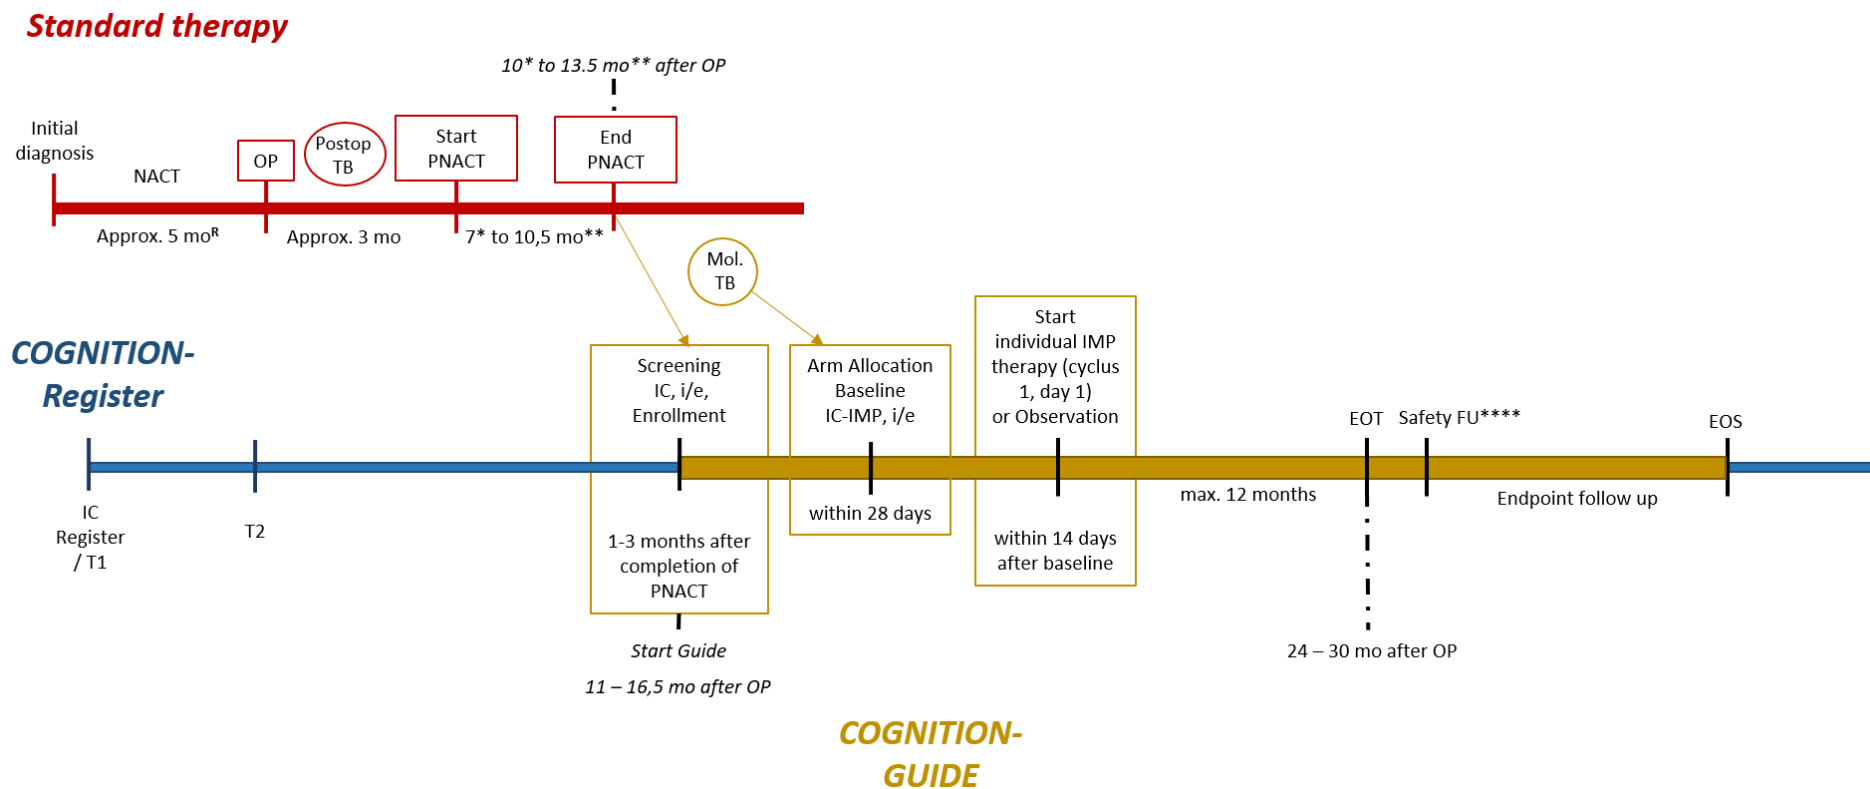 Standard therapy
10* to 13.5 mo** after OP
Initial
diagnosis
NACT
OP
Postop
TB
Start
PNACT
End
PNACT
Approx. 5 moᴿ
Approx. 3 mo
7* to 10,5 mo**
Mol.
TB
COGNITION-
Register
Screening
IC, i/e,
Enrollment
Arm Allocation
Baseline
IC-IMP, i/e
Start
individual IMP
therapy (cyclus
1, day 1)
or Observation
EOT
Safety FU****
EOS
IC
Register
/ T1
T2
1-3 months after
completion of
PNACT
within 28 days
within 14 days
after baseline
max. 12 months
Endpoint follow up
Start Guide
11 – 16,5 mo after OP
24 – 30 mo after OP
COGNITION-
GUIDE